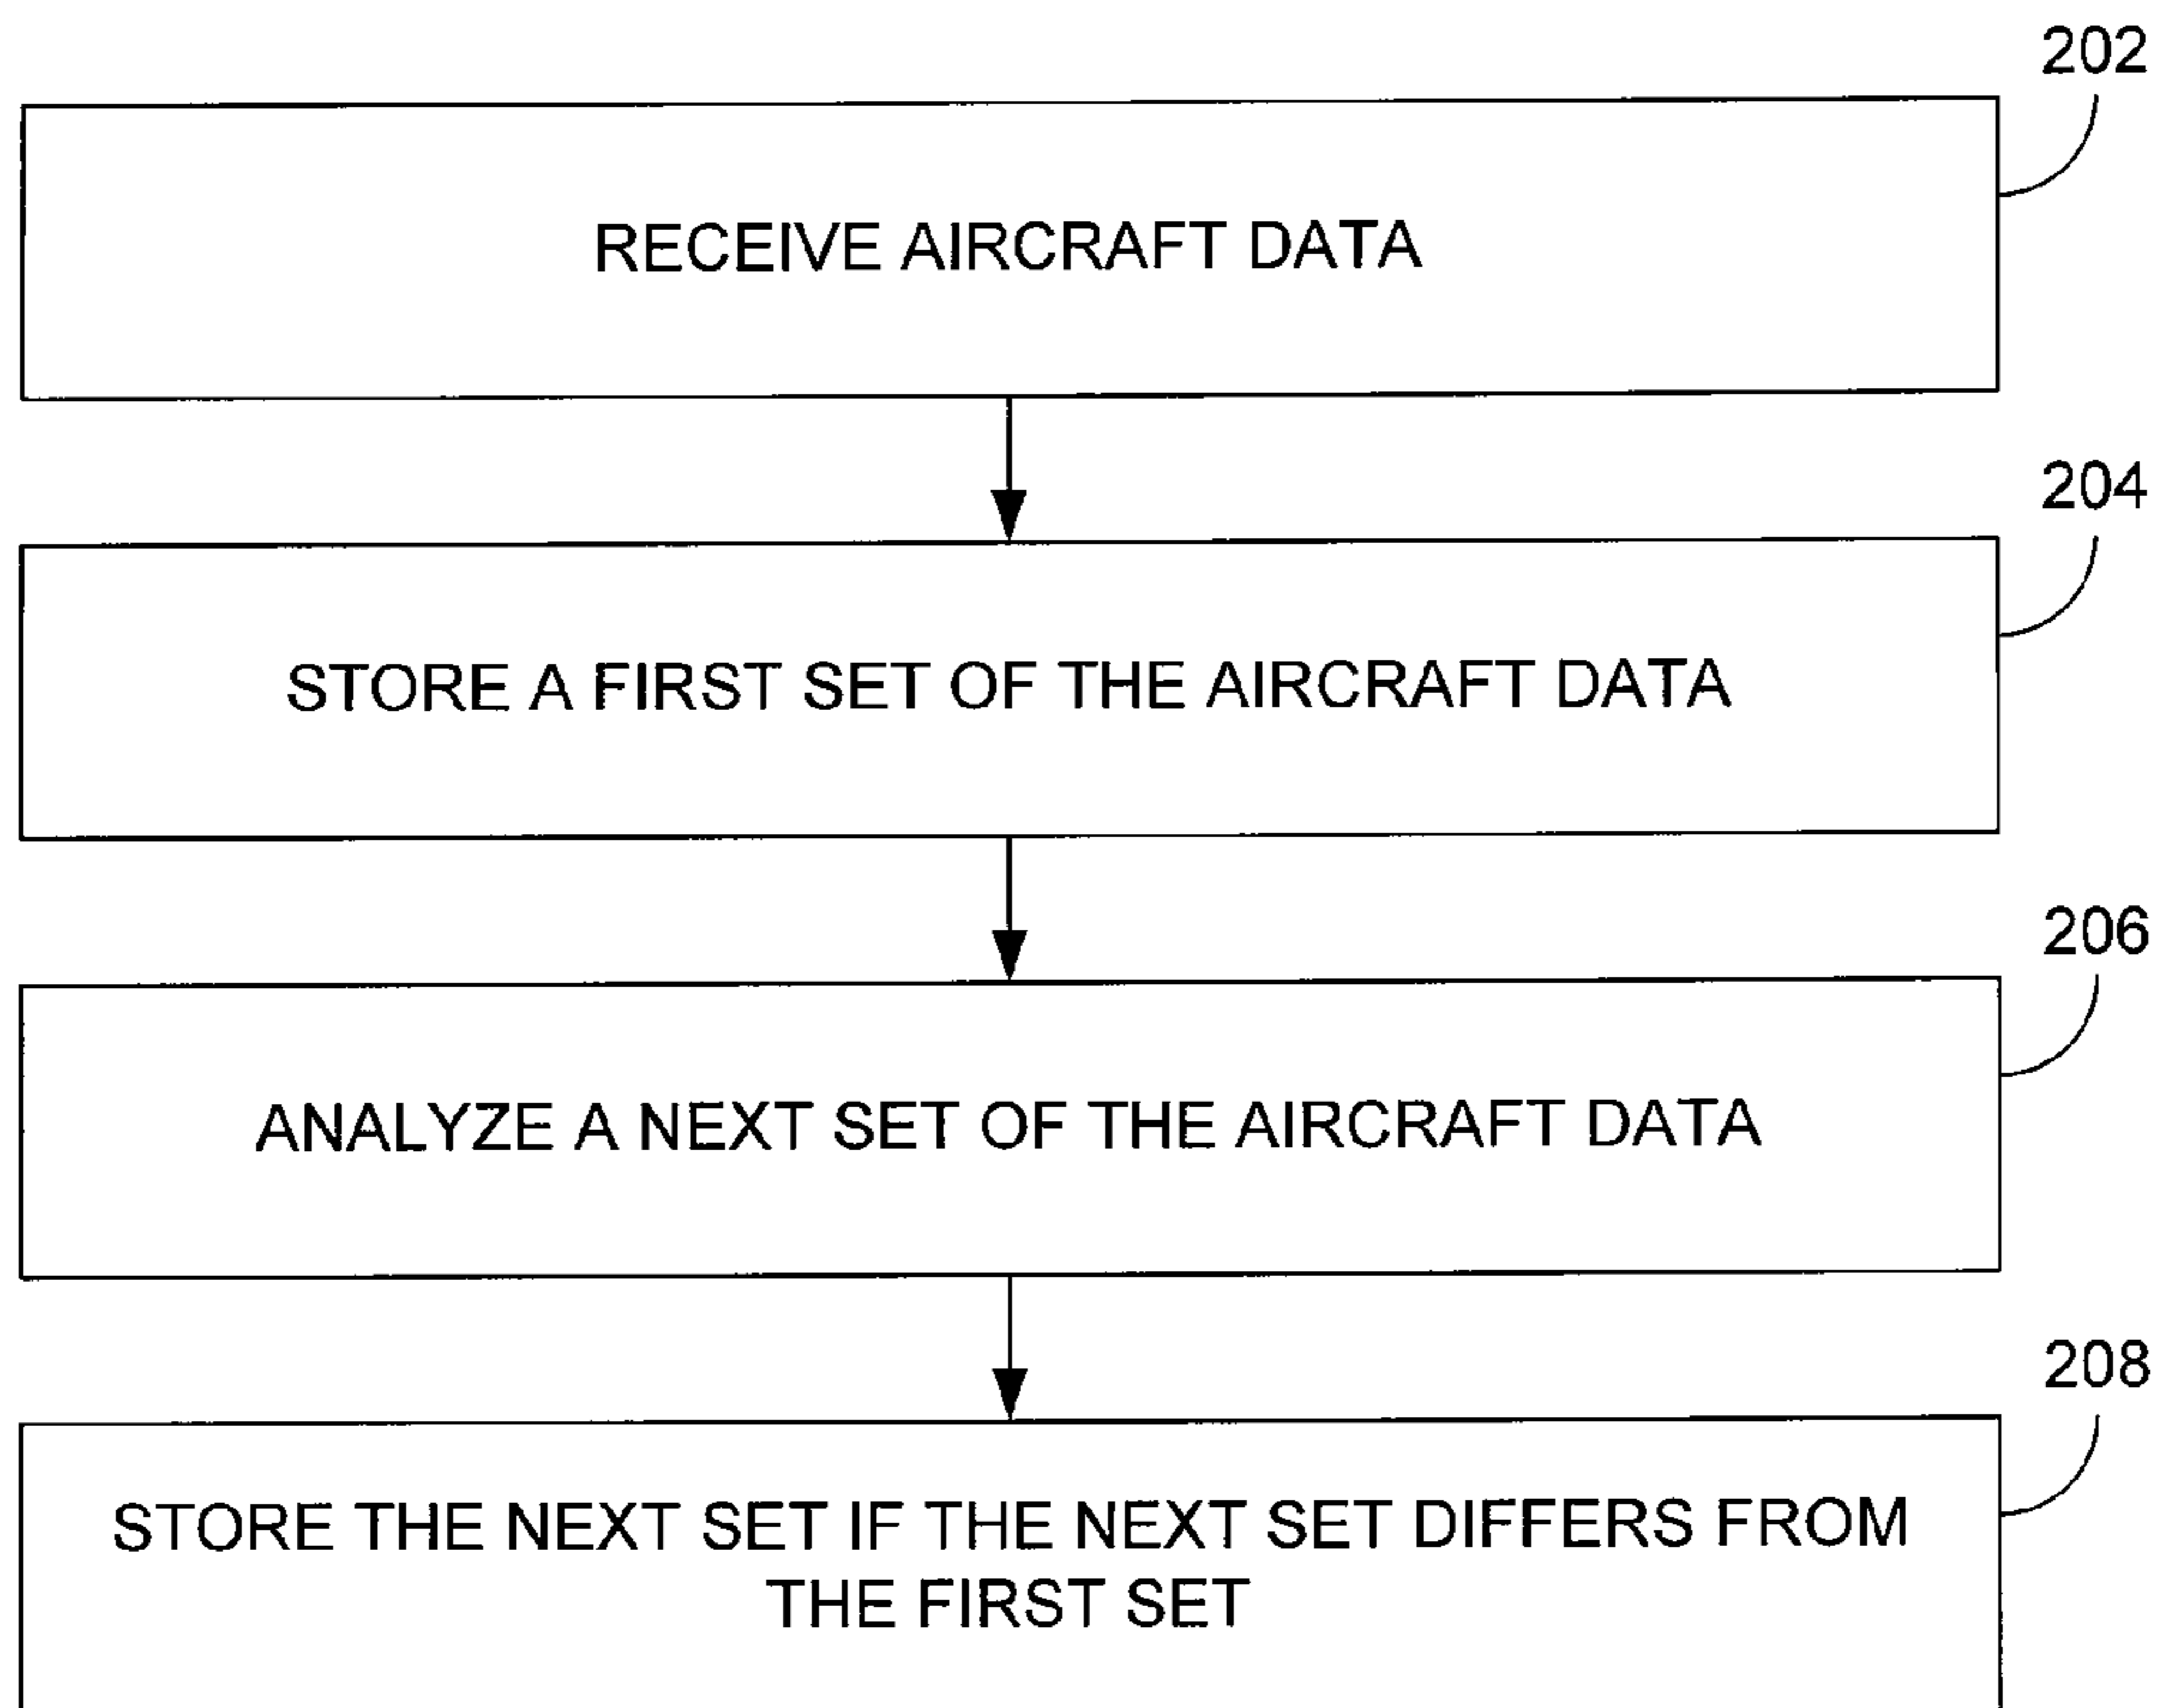 202
RECEIVE AIRCRAFT DATA
204
STORE A FIRST SET OF THE AIRCRAFT DATA
206
ANALYZE A NEXT SET OF THE AIRCRAFT DATA
208
STORE THE NEXT SET IF THE NEXT SET DIFFERS FROM
THE FIRST SET